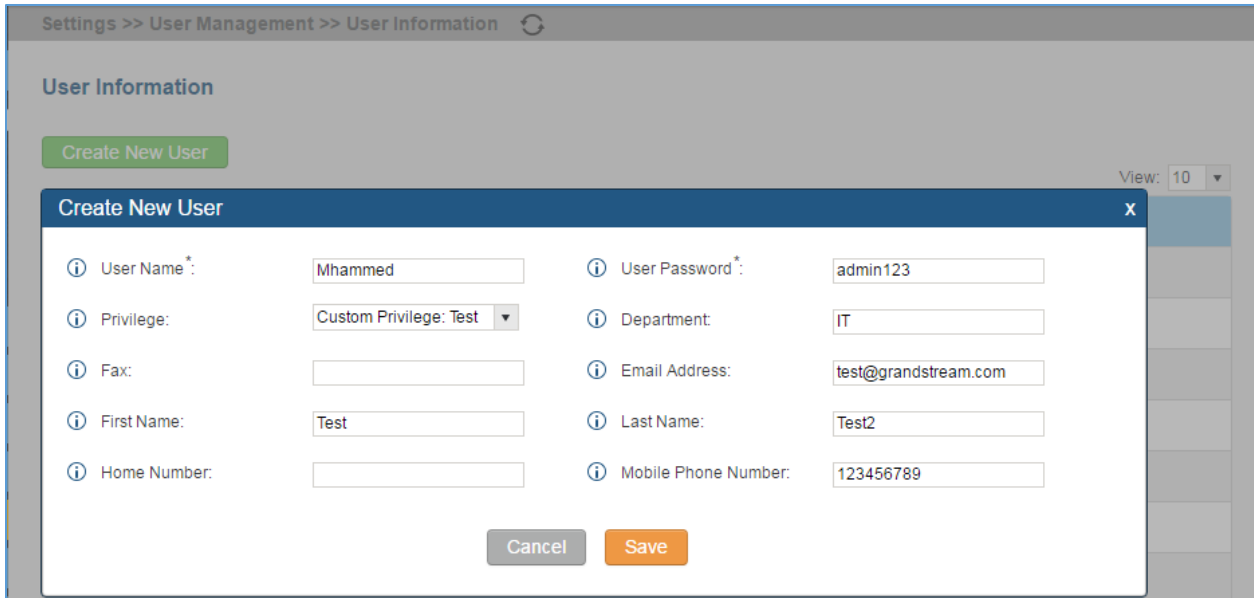 Settings >> User Management >> User Information
User Information
Create New User
View: 10
Create New User X
User Name*: Mhammed User Password*: admin123
Privilege: Custom Privilege: Test Department: IT
Fax: Email Address: test@grandstream.com
First Name: Test Last Name: Test2
Home Number: Mobile Phone Number: 123456789
Cancel Save